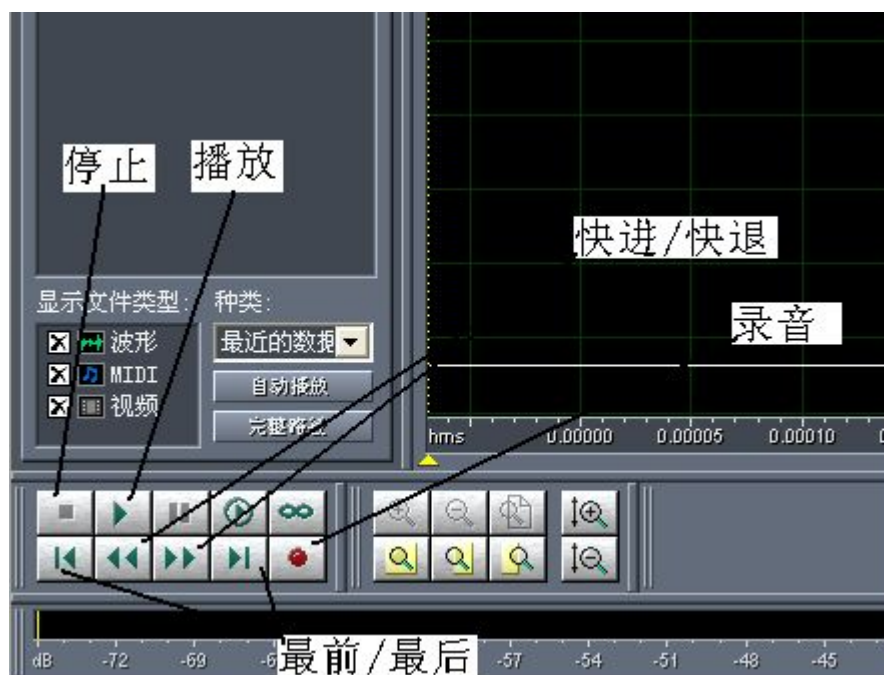 停止
播放
快进/快退
录音
显示文件类型:
种类:
波形
MIDI
视频
最近的数据
自动播放
完整路径
hms
0.00000
0.00005
0.00010
最前/最后
dB
-72
-69
-57
-54
-51
-48
-45